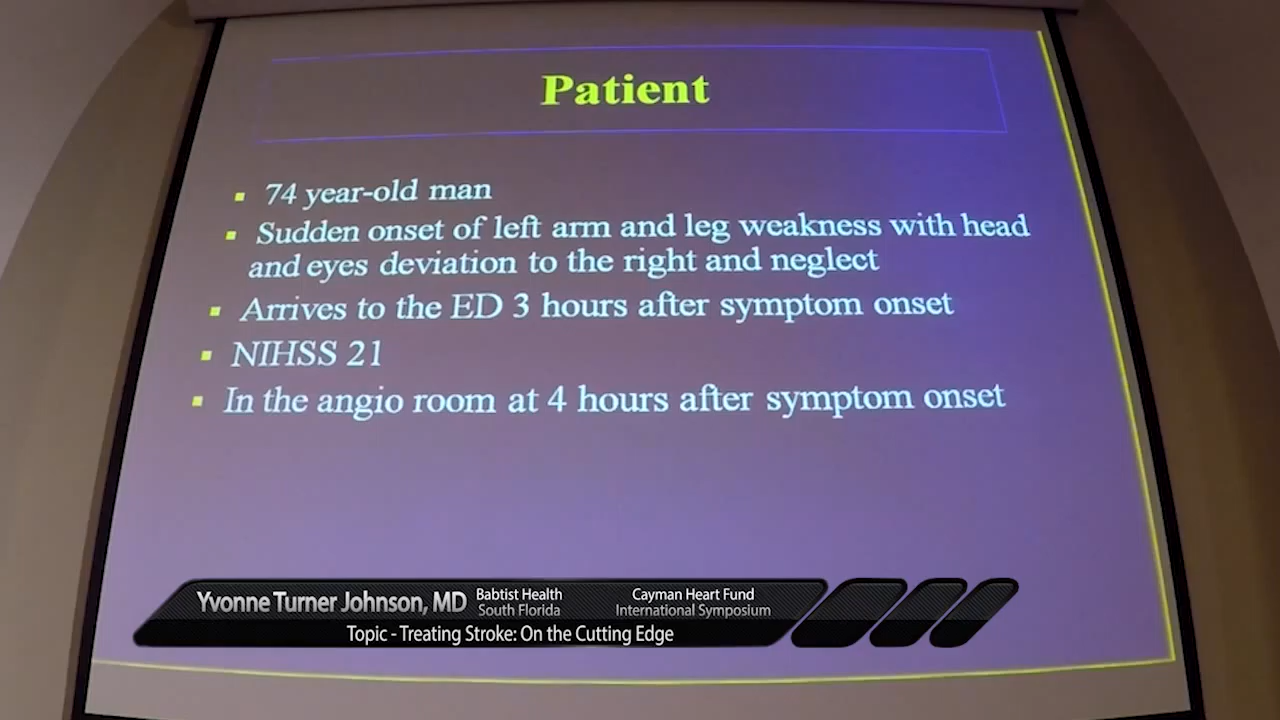 Patient
74 year-old man
Sudden onset of left arm and leg weakness with head
and eyes deviation to the right and neglect
Arrives to the ED 3 hours after symptom onset
NIHSS 21
In the angio room at 4 hours after symptom onset
Yvonne Turner Johnson, MD
Babtist Health
South Florida
Cayman Heart Fund
International Symposium
Topic - Treating Stroke: On the Cutting Edge